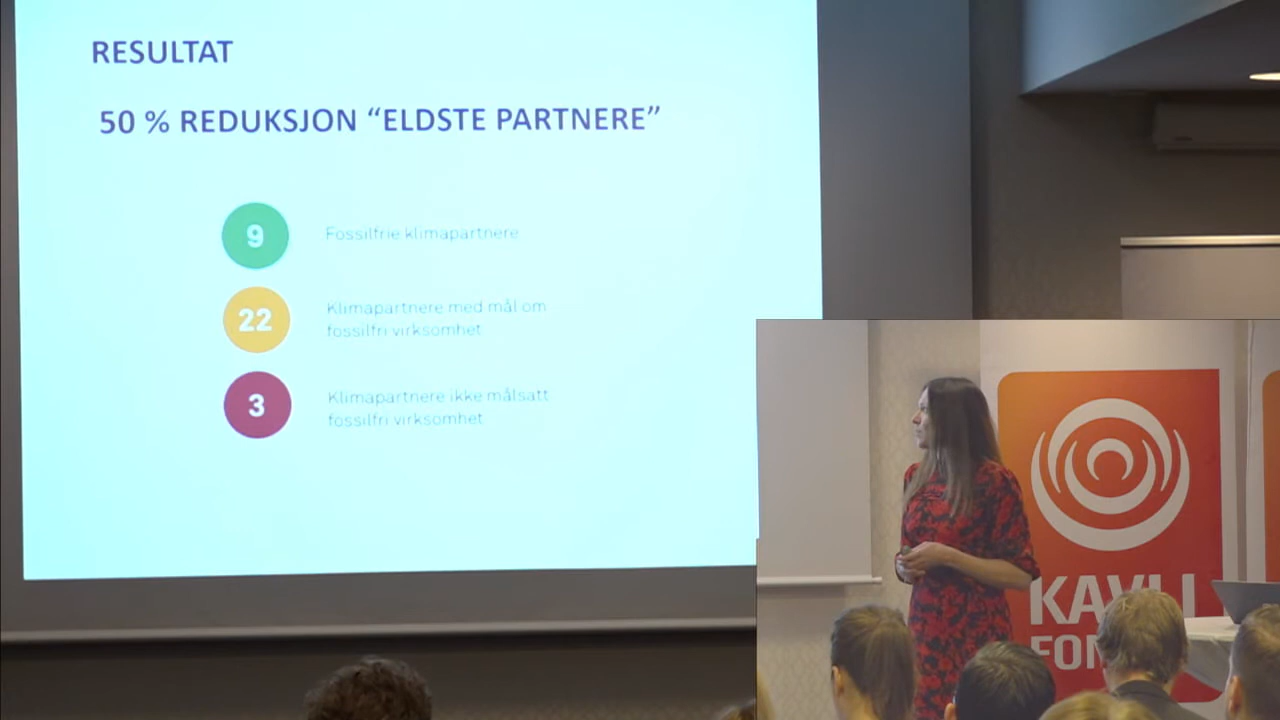 RESULTAT
50 % REDUKSJON “ELDSTE PARTNERE”
9
Fossilfrie klimapartnere
22
Klimapartnere med mål om
fossilfri virksomhet
3
Klimapartnere ikke målsatt
fossilfri virksomhet
KAVLI